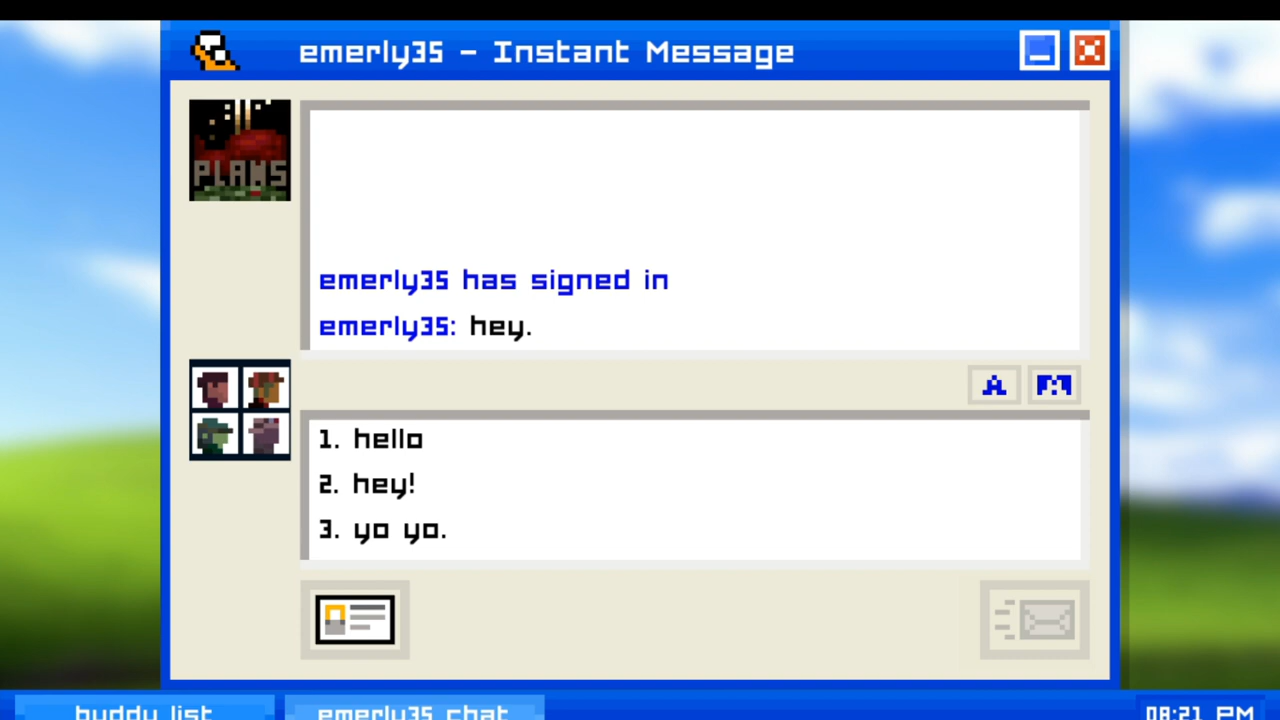 emerly35 - Instant Message
PLANS
emerly35 has signed in
emerly35: hey.
A M
1. hello
2. hey!
3. yo yo.
buddy list
emerly35 chat
08:21 PM